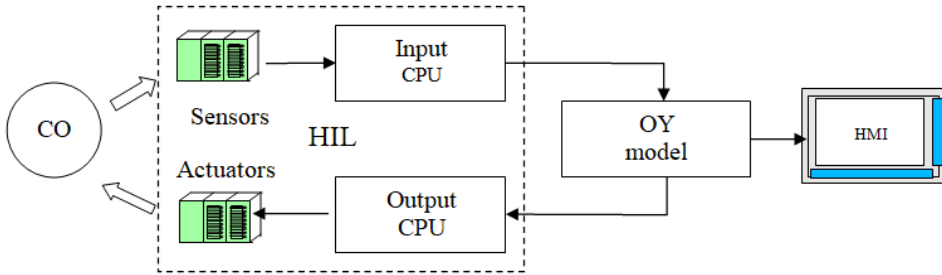 Input
CPU
Sensors
CO
HIL
OY
model
HMI
Actuators
Output
CPU